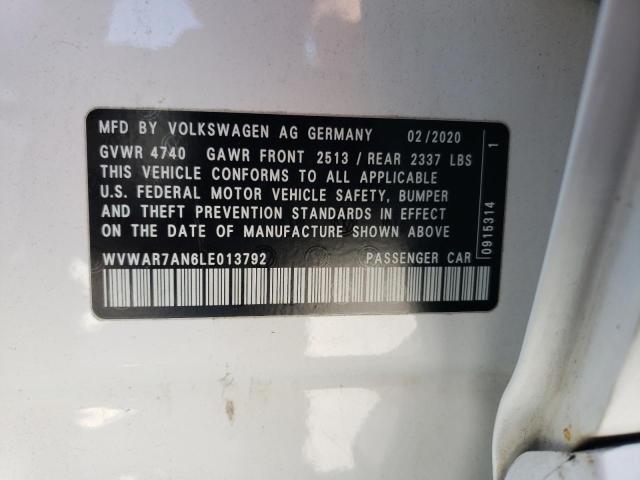 MFD BY VOLKSWAGEN AG GERMANY 02/2020
GVWR 4740 GAWR FRONT 2513 / REAR 2337 LBS
THIS VEHICLE CONFORMS TO ALL APPLICABLE
U.S. FEDERAL MOTOR VEHICLE SAFETY, BUMPER
AND THEFT PREVENTION STANDARDS IN EFFECT
ON THE DATE OF MANUFACTURE SHOWN ABOVE
WVWAR7AN6LE013792 PASSENGER CAR
0915314 1